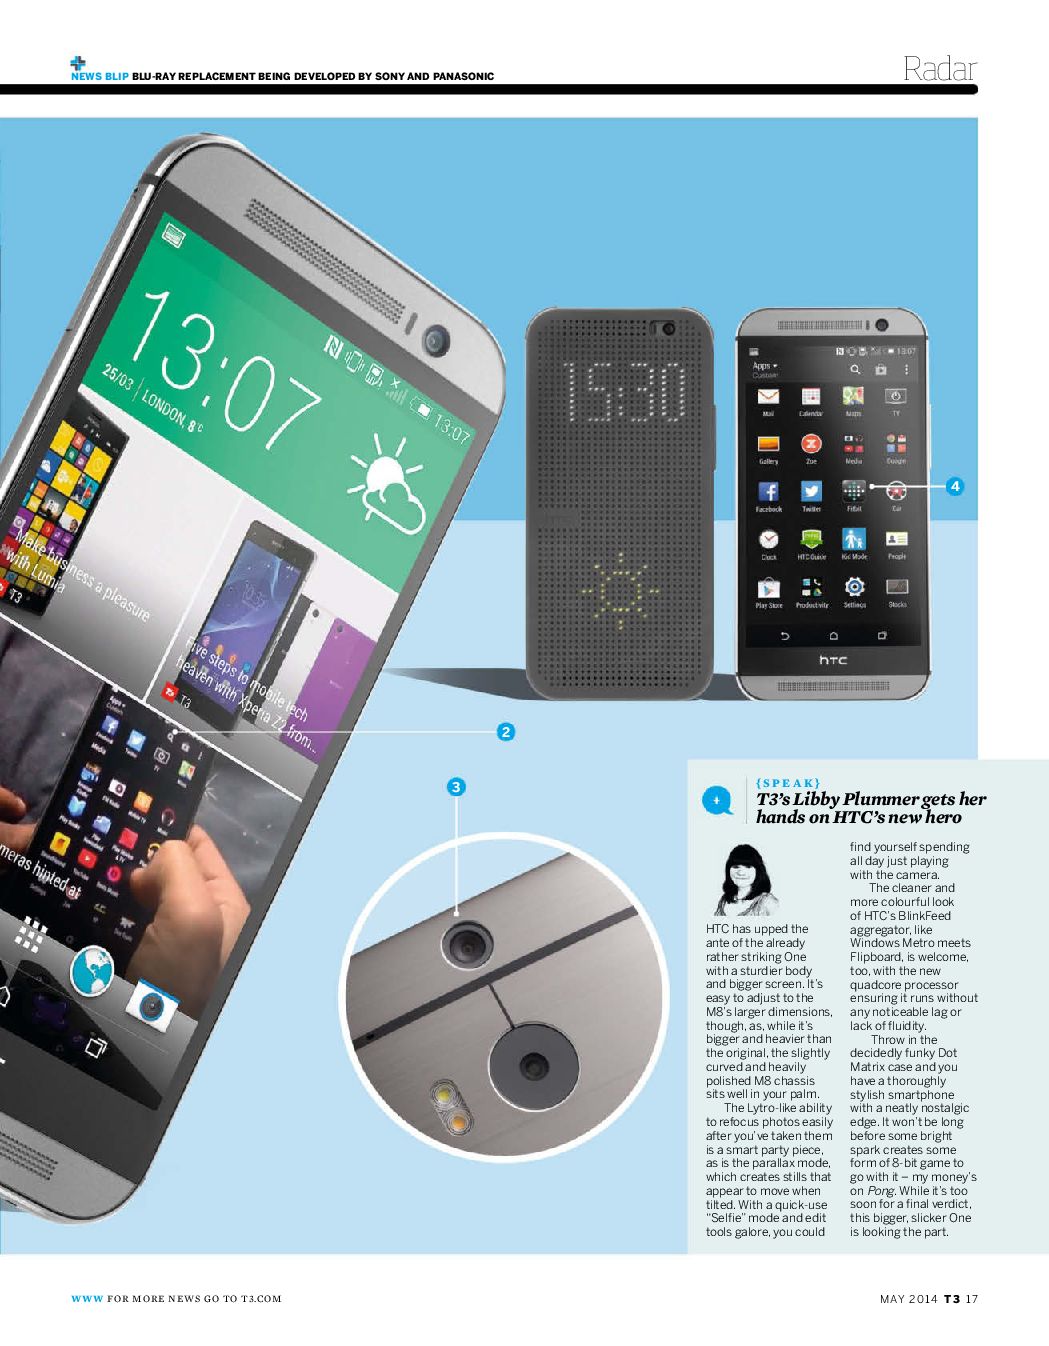 NEWS BLIP BLU-RAY REPLACEMENT BEING DEVELOPED BY SONY AND PANASONIC
Radar
13:07
25/03 | LONDON, 8°C
13:07
Make business a pleasure
with Lumia
T3
Five steps to mobile tech
heaven with Xperia Z2 from...
T3
meras hinted at
15:30
13:07
Apps
Custom
Mail Calendar Maps TV
Gallery Zoe Media Google
Facebook Twitter Fitbit Car
Clock HTC Guide Kid Mode People
Play Store Productivity Settings Stocks
hTC
4
2
3
{SPEAK}
T3's Libby Plummer gets her
hands on HTC's new hero
HTC has upped the
ante of the already
rather striking One
with a sturdier body
and bigger screen. It's
easy to adjust to the
M8's larger dimensions,
though, as, while it's
bigger and heavier than
the original, the slightly
curved and heavily
polished M8 chassis
sits well in your palm.
The Lytro-like ability
to refocus photos easily
after you've taken them
is a smart party piece,
as is the parallax mode,
which creates stills that
appear to move when
tilted. With a quick-use
“Selfie” mode and edit
tools galore, you could
find yourself spending
all day just playing
with the camera.
The cleaner and
more colourful look
of HTC's BlinkFeed
aggregator, like
Windows Metro meets
Flipboard, is welcome,
too, with the new
quadcore processor
ensuring it runs without
any noticeable lag or
lack of fluidity.
Throw in the
decidedly funky Dot
Matrix case and you
have a thoroughly
stylish smartphone
with a neatly nostalgic
edge. It won't be long
before some bright
spark creates some
form of 8-bit game to
go with it – my money's
on Pong. While it's too
soon for a final verdict,
this bigger, slicker One
is looking the part.
WWW FOR MORE NEWS GO TO T3.COM
MAY 2014 T3 17